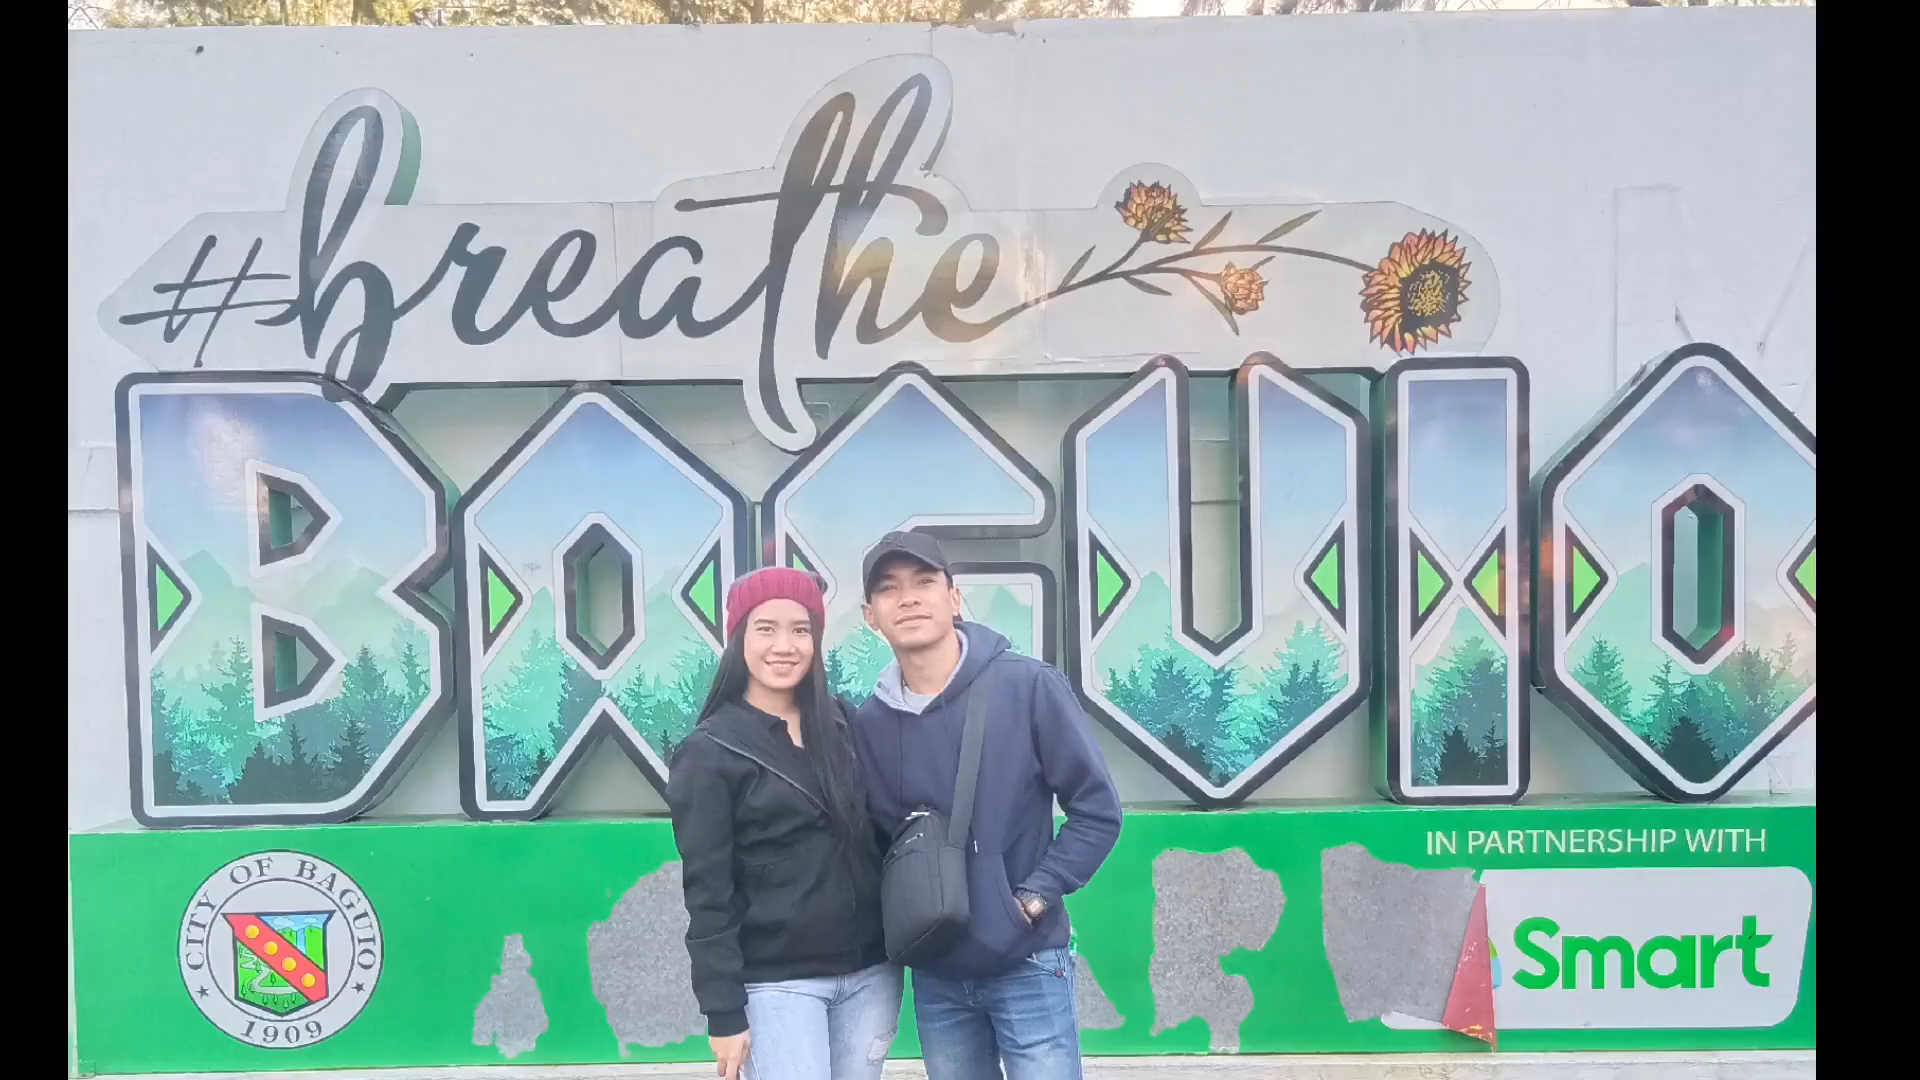 #breathe
BAGUIO
IN PARTNERSHIP WITH
Smart
CITY OF BAGUIO
1909